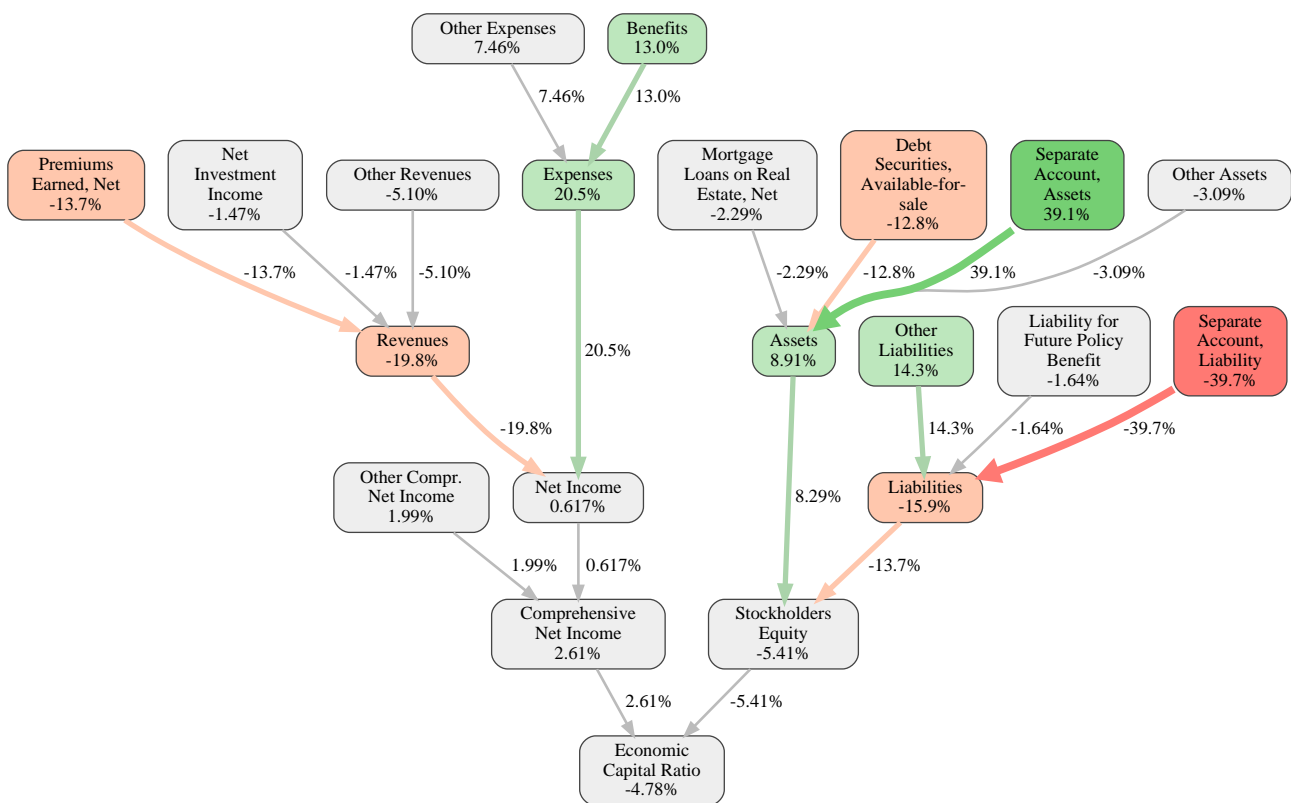 Other Expenses
7.46%
Benefits
13.0%
7.46%
13.0%
Premiums
Earned, Net
-13.7%
Net
Investment
Income
-1.47%
Other Revenues
-5.10%
Expenses
20.5%
Mortgage
Loans on Real
Estate, Net
-2.29%
Debt
Securities,
Available-for-
sale
-12.8%
Separate
Account,
Assets
39.1%
Other Assets
-3.09%
-13.7%
-1.47%
-5.10%
-2.29%
-12.8%
39.1%
-3.09%
Revenues
-19.8%
20.5%
Assets
8.91%
Other
Liabilities
14.3%
Liability for
Future Policy
Benefit
-1.64%
Separate
Account,
Liability
-39.7%
-19.8%
14.3%
-1.64%
-39.7%
Other Compr.
Net Income
1.99%
Net Income
0.617%
8.29%
Liabilities
-15.9%
1.99%
0.617%
-13.7%
Comprehensive
Net Income
2.61%
Stockholders
Equity
-5.41%
2.61%
-5.41%
Economic
Capital Ratio
-4.78%